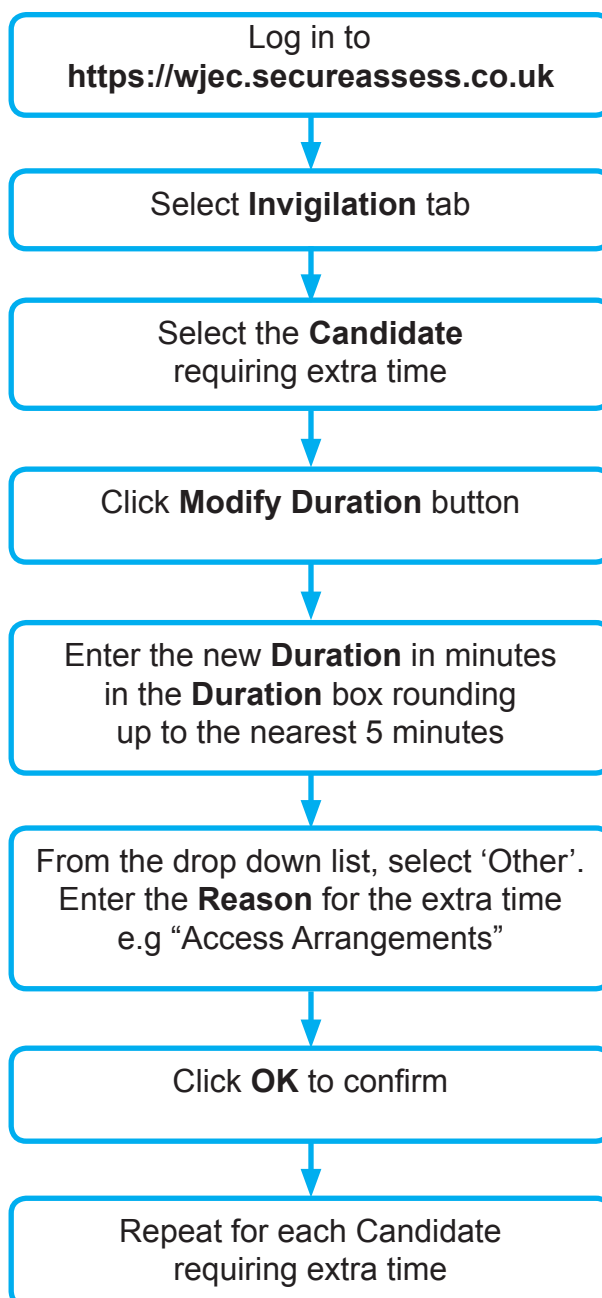 Log in to
https://wjec.secureassess.co.uk
Select Invigilation tab
Select the Candidate
requiring extra time
Click Modify Duration button
Enter the new Duration in minutes
in the Duration box rounding
up to the nearest 5 minutes
From the drop down list, select ‘Other’.
Enter the Reason for the extra time
e.g “Access Arrangements”
Click OK to confirm
Repeat for each Candidate
requiring extra time